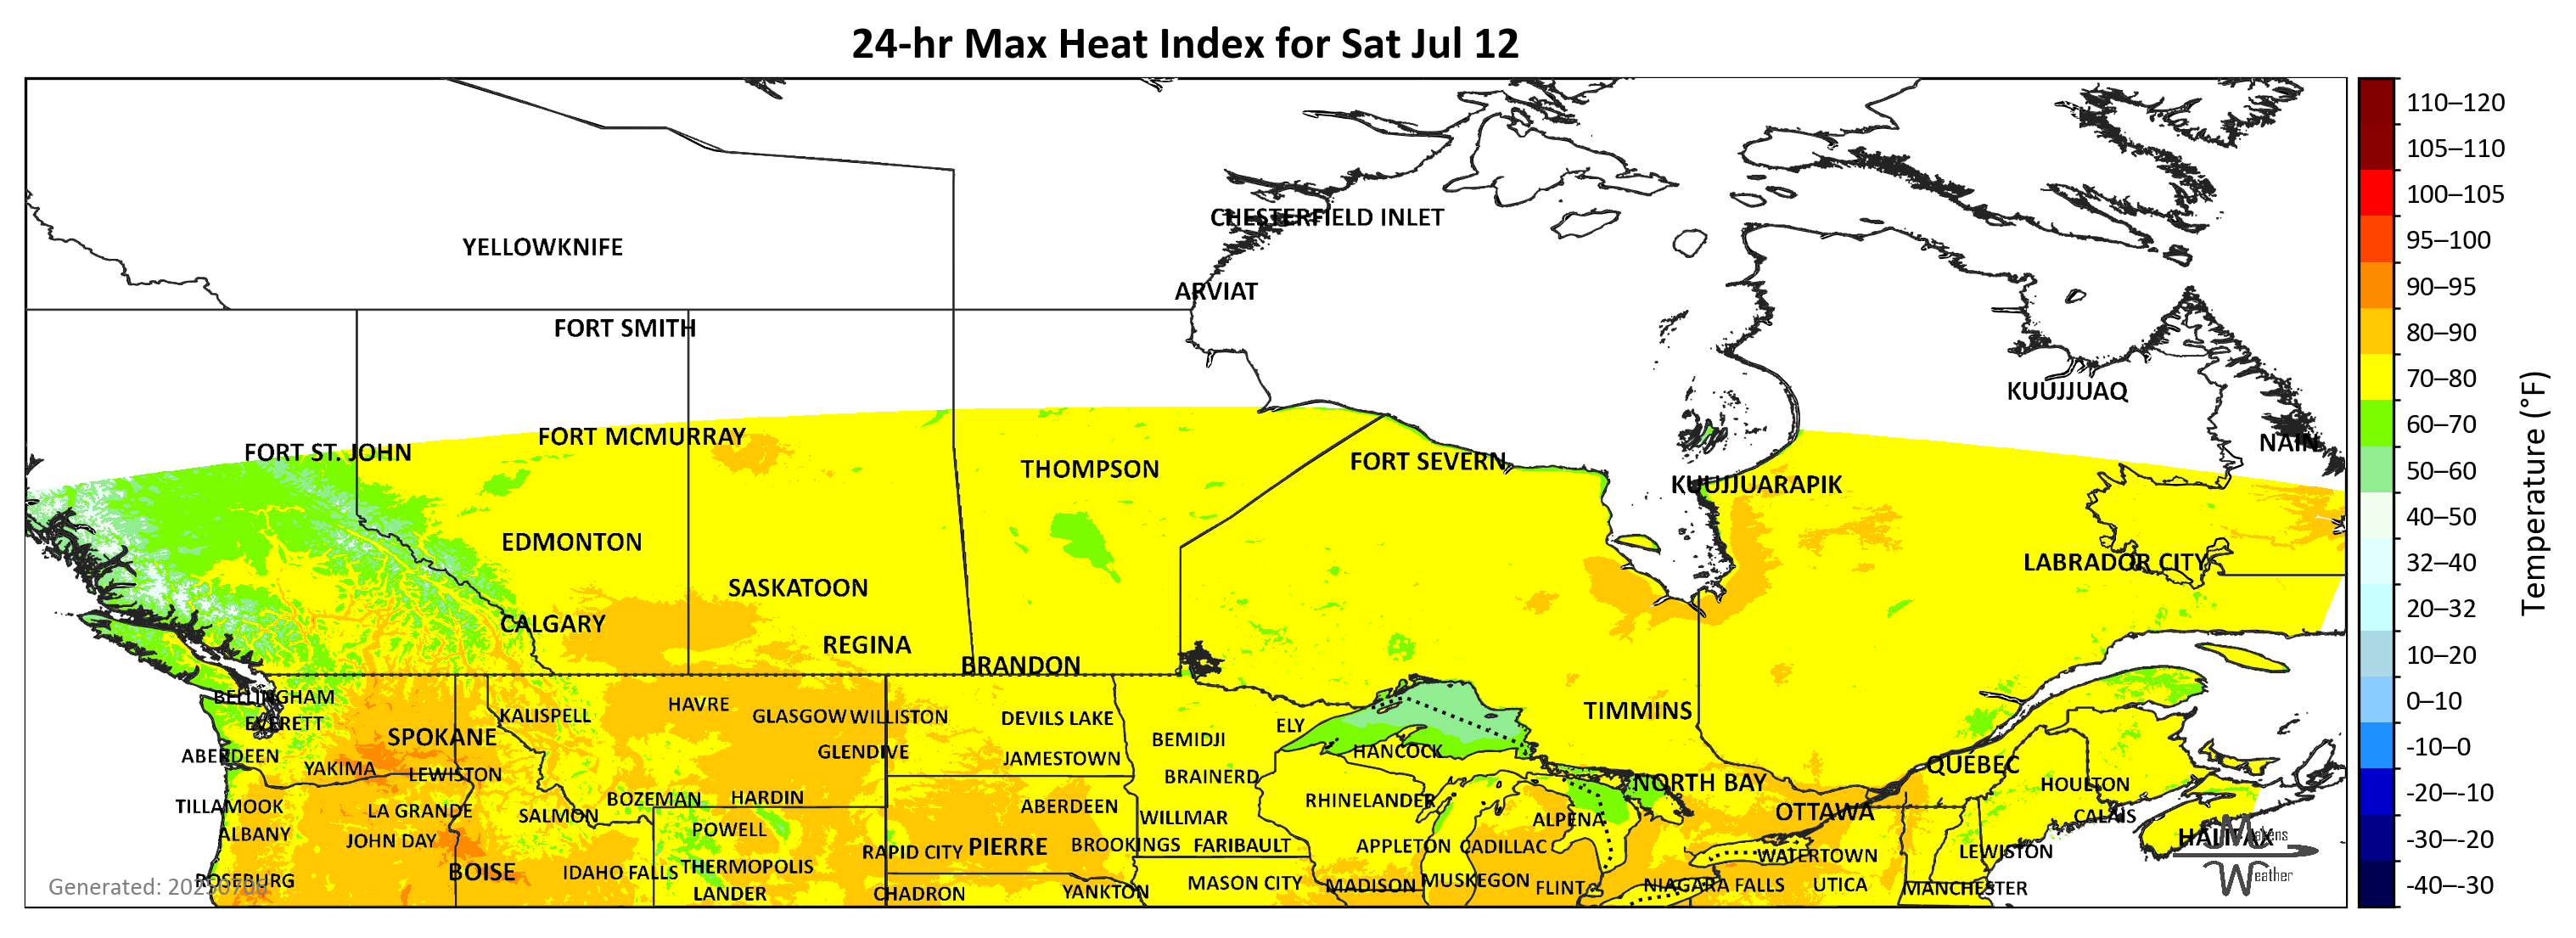 24-hr Max Heat Index for Sat Jul 12
110–120
105–110
CHESTERFIELD INLET
100–105
YELLOWKNIFE
95–100
ARVIAT
90–95
FORT SMITH
80–90
KUUJJUAQ
70–80
FORT MCMURRAY
60–70
FORT ST. JOHN
NAIN
THOMPSON
FORT SEVERN
50–60
KUUJJUARAPIK
40–50
EDMONTON
LABRADOR CITY
32–40
SASKATOON
20–32
CALGARY
REGINA
10–20
BRANDON
0–10
Temperature (°F)
BELLINGHAM
HAVRE
KALISPELL
GLASGOW
WILLISTON
DEVILS LAKE
TIMMINS
EVERETT
ELY
SPOKANE
BEMIDJI
-10–0
ABERDEEN
GLENDIVE
JAMESTOWN
HANCOCK
YAKIMA
LEWISTON
BRAINERD
QUÉBEC
NORTH BAY
HOULTON
-20–-10
TILLAMOOK
LA GRANDE
SALMON
BOZEMAN
HARDIN
ABERDEEN
WILLMAR
RHINELANDER
ALPENA
OTTAWA
CALAIS
ALBANY
JOHN DAY
POWELL
HALIFAX
Makens
Weather
-30–-20
RAPID CITY
PIERRE
BROOKINGS
FARIBAULT
APPLETON
CADILLAC
WATERTOWN
LEWISTON
BOISE
IDAHO FALLS
THERMOPOLIS
ROSEBURG
Generated: 20250706
LANDER
CHADRON
YANKTON
MASON CITY
MADISON
MUSKEGON
FLINT
NIAGARA FALLS
UTICA
MANCHESTER
-40–-30